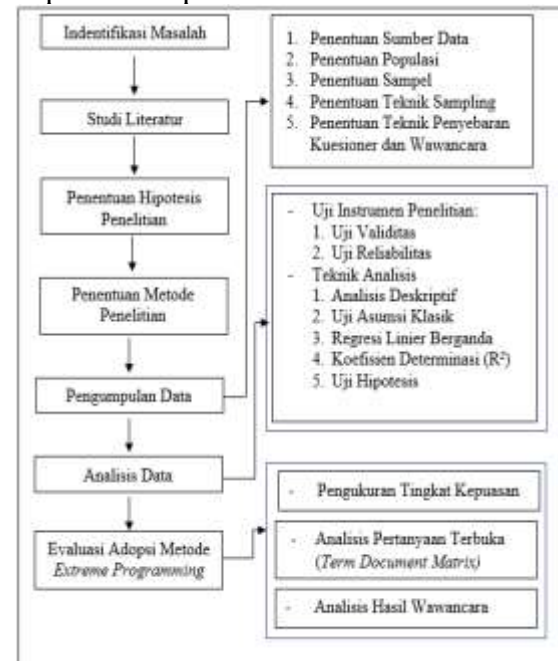 Indentifikasi Masalah
Studi Literatur
Penentuan Hipotesis
Penelitian
Penentuan Metode
Penelitian
Pengumpulan Data
Analisis Data
Evaluasi Adopsi Metode
Extreme Programming
1. Penentuan Sumber Data
2. Penentuan Populasi
3. Penentuan Sampel
4. Penentuan Teknik Sampling
5. Penentuan Teknik Penyebaran
Kuesioner dan Wawancara
- Uji Instrumen Penelitian:
1. Uji Validitas
2. Uji Reliabilitas
- Teknik Analisis
1. Analisis Deskriptif
2. Uji Asumsi Klasik
3. Regresi Linier Berganda
4. Koefisien Determinasi (R²)
5. Uji Hipotesis
- Pengukuran Tingkat Kepuasan
- Analisis Pertanyaan Terbuka
(Term Document Matrix)
- Analisis Hasil Wawancara